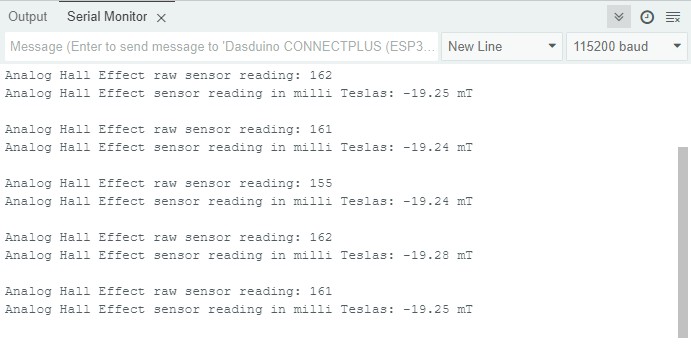 Output Serial Monitor
Message (Enter to send message to 'Dasduino CONNECTPLUS (ESP3... New Line 115200 baud
Analog Hall Effect raw sensor reading: 162
Analog Hall Effect sensor reading in milli Teslas: -19.25 mT
Analog Hall Effect raw sensor reading: 161
Analog Hall Effect sensor reading in milli Teslas: -19.24 mT
Analog Hall Effect raw sensor reading: 155
Analog Hall Effect sensor reading in milli Teslas: -19.24 mT
Analog Hall Effect raw sensor reading: 162
Analog Hall Effect sensor reading in milli Teslas: -19.28 mT
Analog Hall Effect raw sensor reading: 161
Analog Hall Effect sensor reading in milli Teslas: -19.25 mT